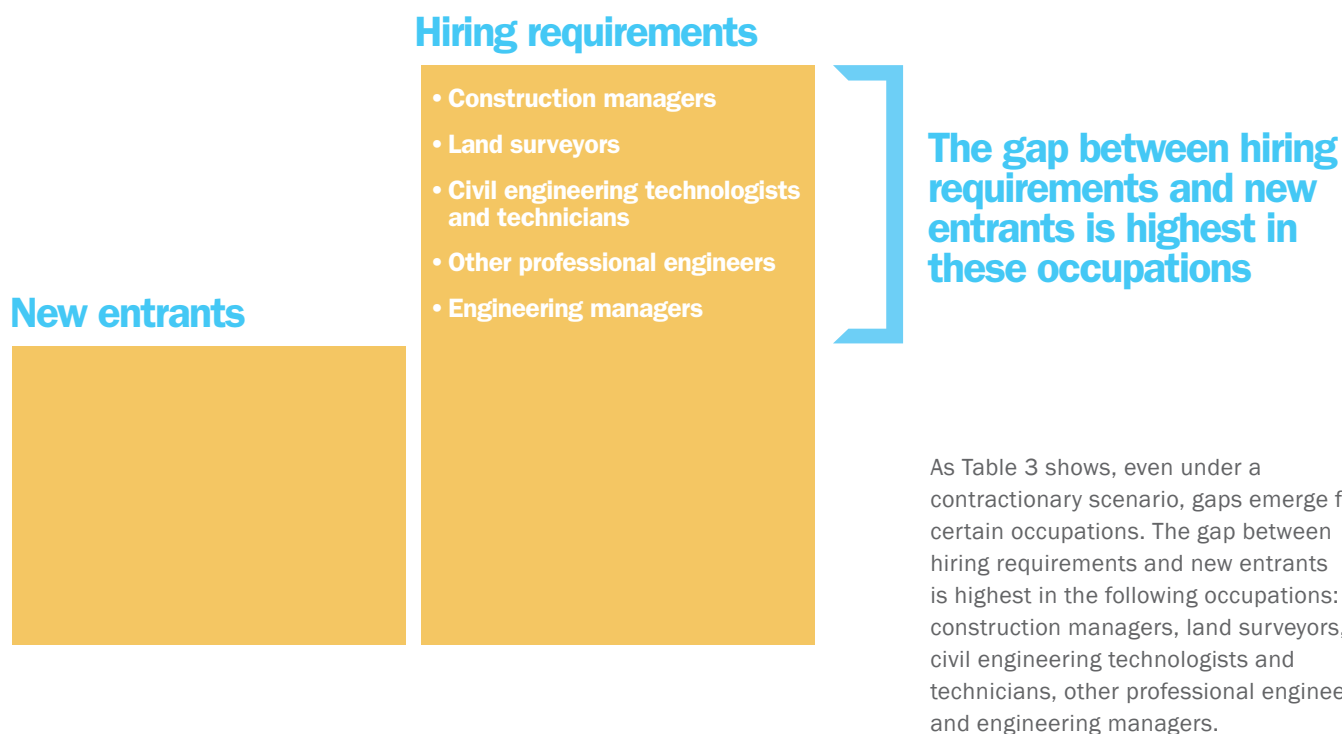 Hiring requirements
• Construction managers
• Land surveyors
• Civil engineering technologists
and technicians
• Other professional engineers
• Engineering managers
New entrants
The gap between hiring
requirements and new
entrants is highest in
these occupations
As Table 3 shows, even under a
contractionary scenario, gaps emerge
certain occupations. The gap between
hiring requirements and new entrants
is highest in the following occupations:
construction managers, land surveyors,
civil engineering technologists and
technicians, other professional
and engineering managers.